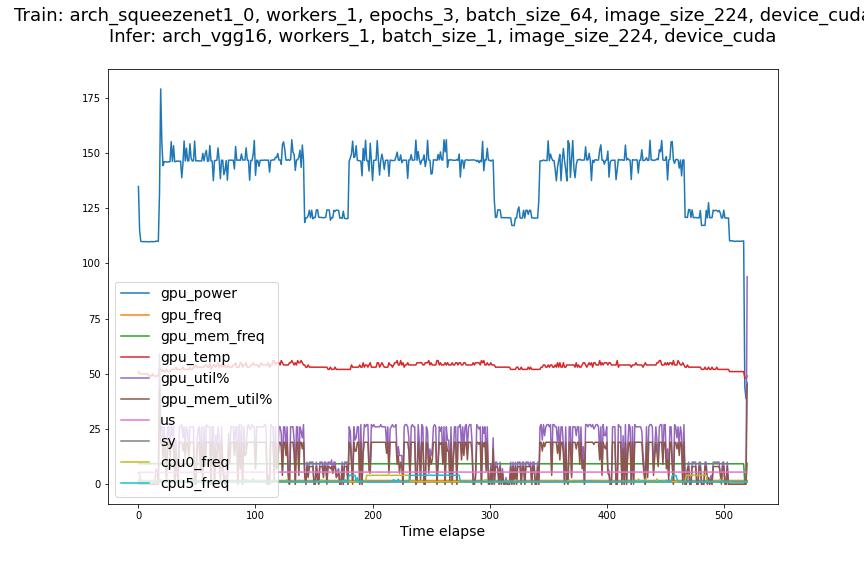 Train: arch_squeezenet1_0, workers_1, epochs_3, batch_size_64, image_size_224, device_cuda
Infer: arch_vgg16, workers_1, batch_size_1, image_size_224, device_cuda
175
150
125
100
75
50
25
0
gpu_power
gpu_freq
gpu_mem_freq
gpu_temp
gpu_util%
gpu_mem_util%
us
sy
cpu0_freq
cpu5_freq
0 100 200 300 400 500
Time elapse